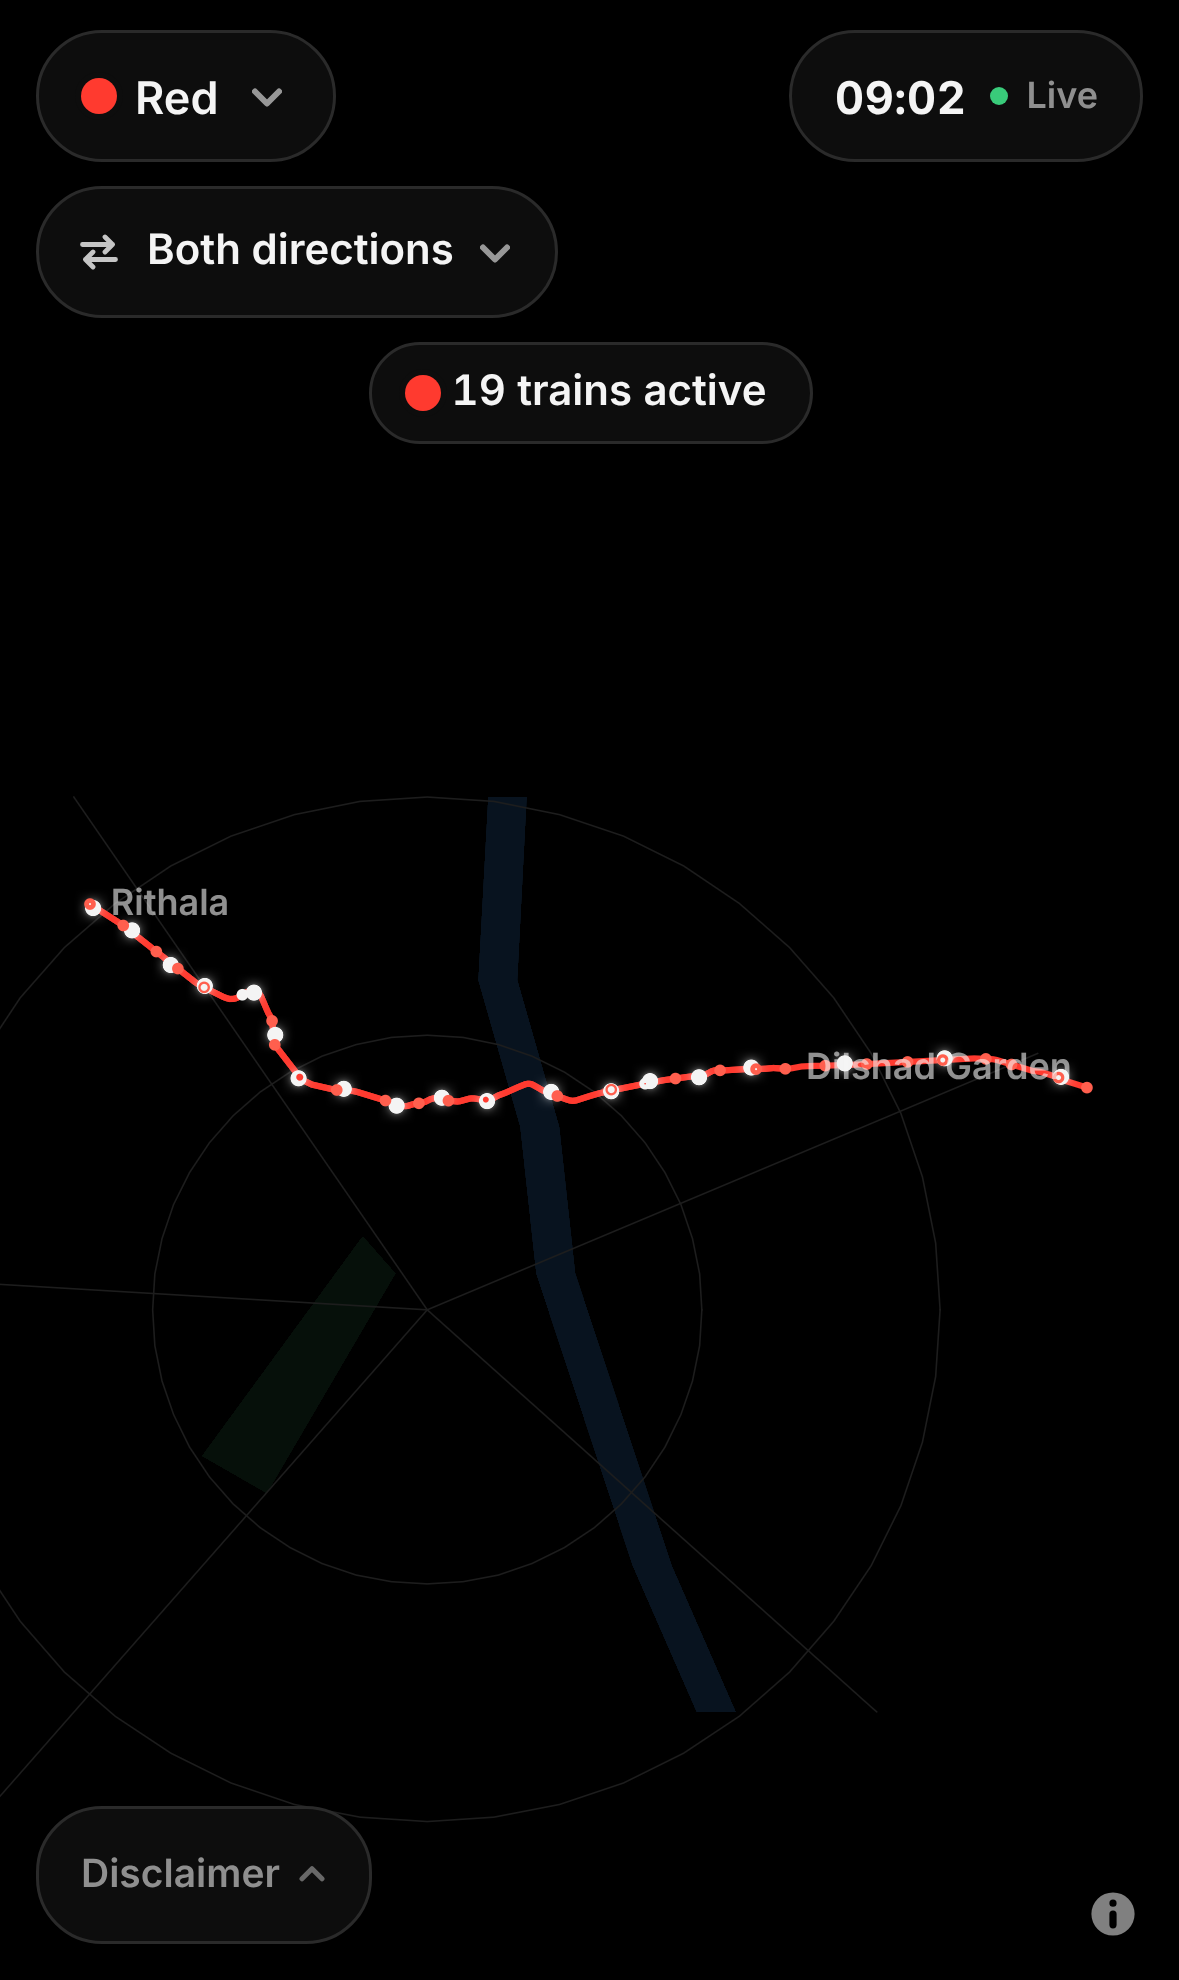 Red
09:02 Live
Both directions
19 trains active
Rithala
Dilshad Garden
Disclaimer